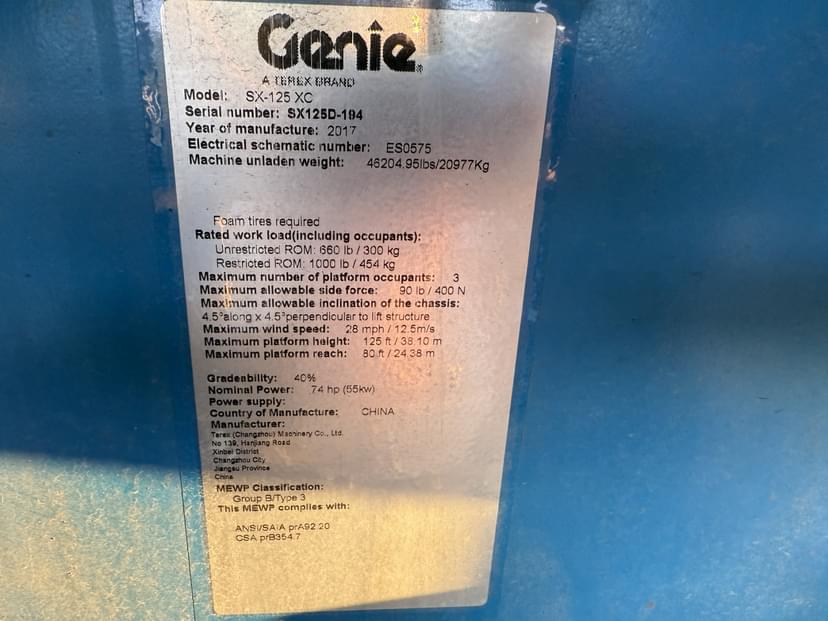 Genie
A TEREX BRAND
Model: SX-125 XC
Serial number: SX125D-194
Year of manufacture: 2017
Electrical schematic number: ES0575
Machine unladen weight: 46204.95lbs/20977Kg
Foam tires required
Rated work load(including occupants):
Unrestricted ROM: 660 lb / 300 kg
Restricted ROM: 1000 lb / 454 kg
Maximum number of platform occupants: 3
Maximum allowable side force: 90 lb / 400 N
Maximum allowable inclination of the chassis:
4.5°along x 4.5°perpendicular to lift structure
Maximum wind speed: 28 mph / 12.5m/s
Maximum platform height: 125 ft / 38.10 m
Maximum platform reach: 80 ft / 24.38 m
Gradeability: 40%
Nominal Power: 74 hp (55kw)
Power supply:
Country of Manufacture: CHINA
Manufacturer:
Terex (Changzhou) Machinery Co., Ltd.
No 139, Hanjiang Road
Xinbei District
Changzhou City
Jiangsu Province
China
MEWP Classification:
Group B/Type 3
This MEWP complies with:
ANSI/SAIA prA92.20
CSA prB354.7